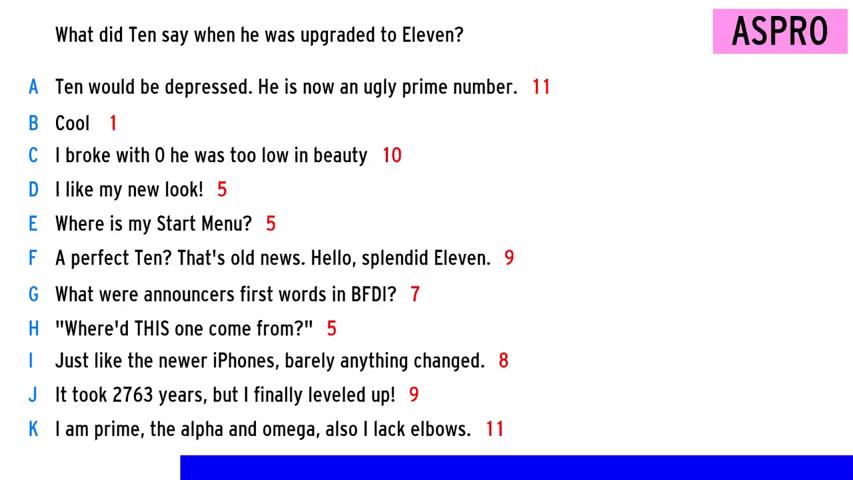 What did Ten say when he was upgraded to Eleven?
ASPRO
A Ten would be depressed. He is now an ugly prime number. 11
B Cool 1
C I broke with 0 he was too low in beauty 10
D I like my new look! 5
E Where is my Start Menu? 5
F A perfect Ten? That's old news. Hello, splendid Eleven. 9
G What were announcers first words in BFDI? 7
H "Where'd THIS one come from?" 5
I Just like the newer iPhones, barely anything changed. 8
J It took 2763 years, but I finally leveled up! 9
K I am prime, the alpha and omega, also I lack elbows. 11